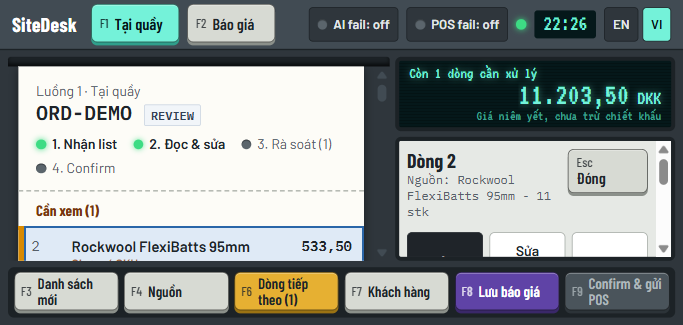 SiteDesk
F1 Tại quầy
F2 Báo giá
AI fail: off
POS fail: off
22:26
EN
VI
Luồng 1 · Tại quầy
ORD-DEMO REVIEW
1. Nhận list 2. Đọc & sửa 3. Rà soát (1)
4. Confirm
Cần xem (1)
2 Rockwool FlexiBatts 95mm 533,50
Còn 1 dòng cần xử lý
11.203,50 DKK
Giá niêm yết, chưa trừ chiết khấu
Dòng 2
Nguồn: Rockwool
FlexiBatts 95mm - 11
stk
Esc
Đóng
Sửa
F3 Danh sách
mới
F4 Nguồn
F6 Dòng tiếp
theo (1)
F7 Khách hàng
F8 Lưu báo giá
F9 Confirm & gửi
POS